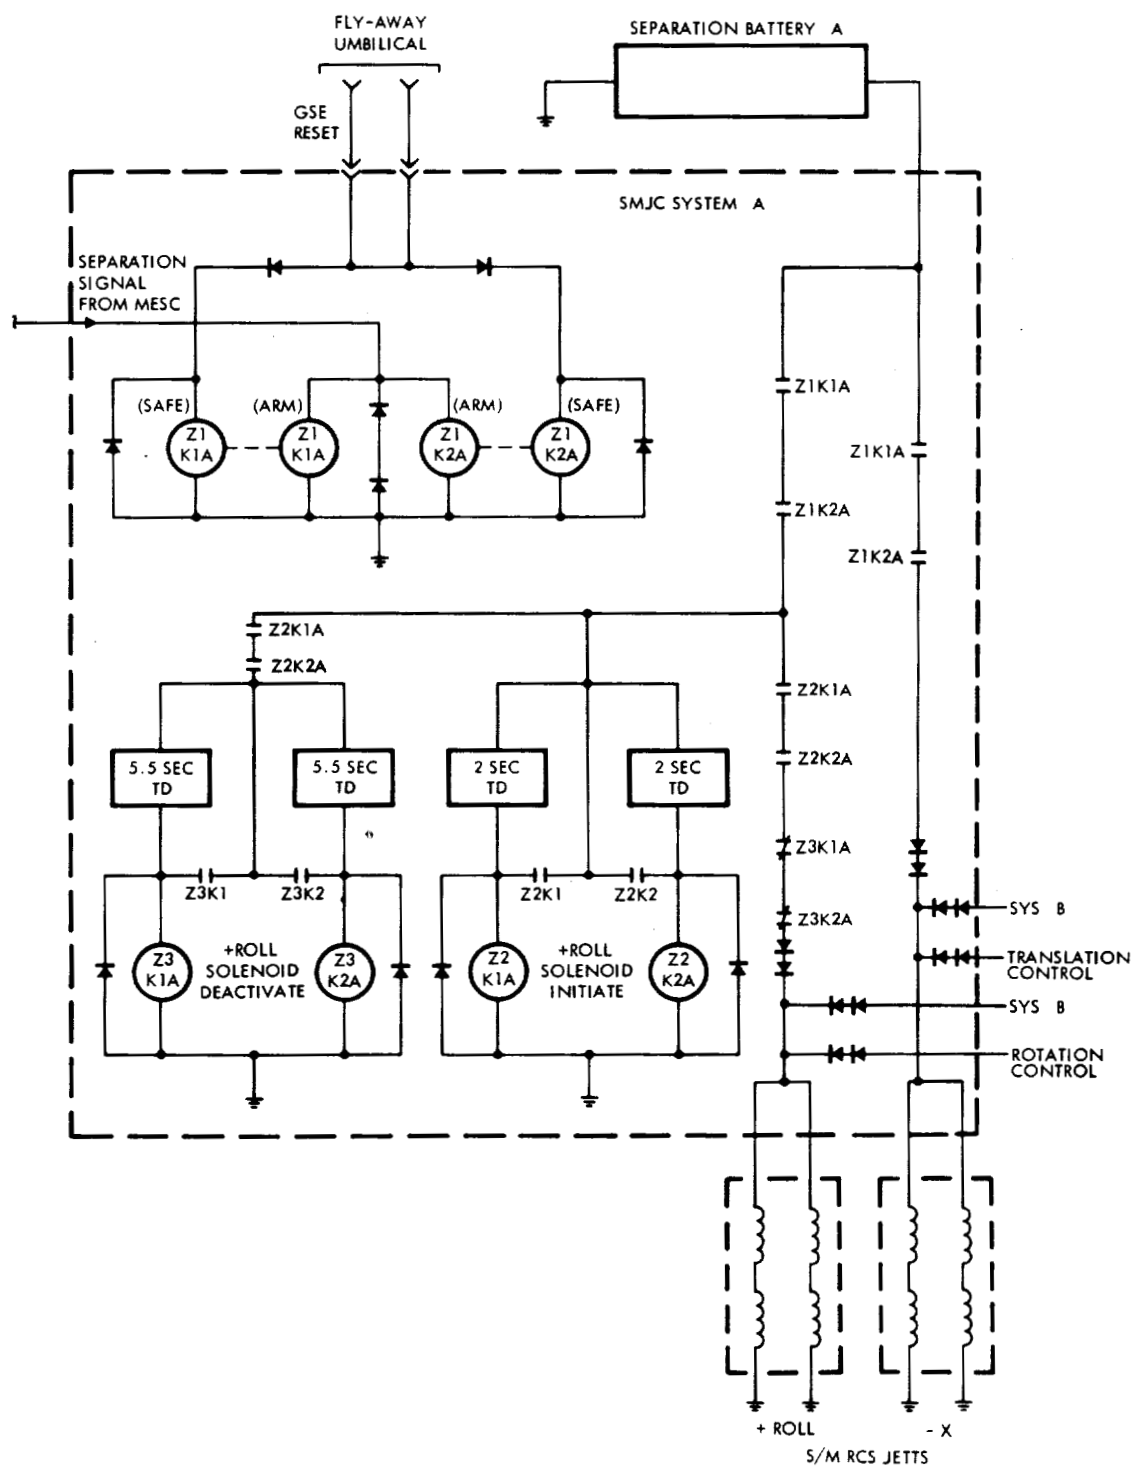 FLY-AWAY
UMBILICAL
SEPARATION BATTERY A
GSE
RESET
SMJC SYSTEM A
SEPARATION
SIGNAL
FROM MESC
(SAFE)
(ARM)
(ARM)
(SAFE)
Z1
K1A
Z1
K1A
Z1
K2A
Z1
K2A
Z1K1A
Z1K1A
Z1K2A
Z1K2A
Z2K1A
Z2K2A
Z2K1A
Z2K2A
5.5 SEC
TD
5.5 SEC
TD
2 SEC
TD
2 SEC
TD
Z3K1A
Z3K1
Z3K2
Z2K1
Z2K2
Z3K2A
Z3
K1A
+ROLL
SOLENOID
DEACTIVATE
Z3
K2A
Z2
K1A
+ROLL
SOLENOID
INITIATE
Z2
K2A
SYS B
TRANSLATION
CONTROL
SYS B
ROTATION
CONTROL
+ ROLL
- X
S/M RCS JETTS